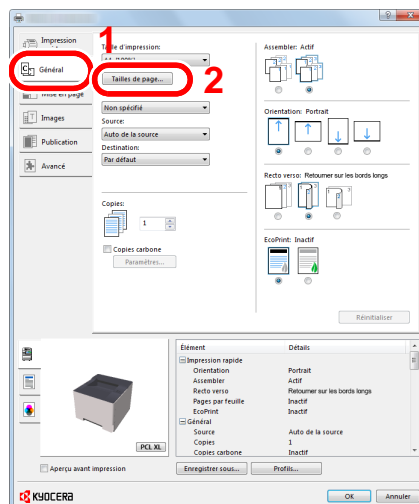 Impression
1
Général
Taille d'impression:
A4 [100%]
Tailles de page...
2
Mise en page
Images
Publication
Avancé
Non spécifié
Source:
Auto de la source
Destination:
Par défaut
Copies:
1
Copies carbone
Paramètres...
Assembler: Actif
Orientation: Portrait
Recto verso: Retourner sur les bords longs
EcoPrint: Inactif
Réinitialiser
PCL XL
Aperçu avant impression
Élément Détails
Impression rapide
Orientation Portrait
Assembler Actif
Recto verso Retourner sur les bords longs
Pages par feuille Inactif
EcoPrint Inactif
Général
Source Auto de la source
Copies 1
Copies carbone Inactif
Enregistrer sous... Profils...
KYOCERA
OK Annuler